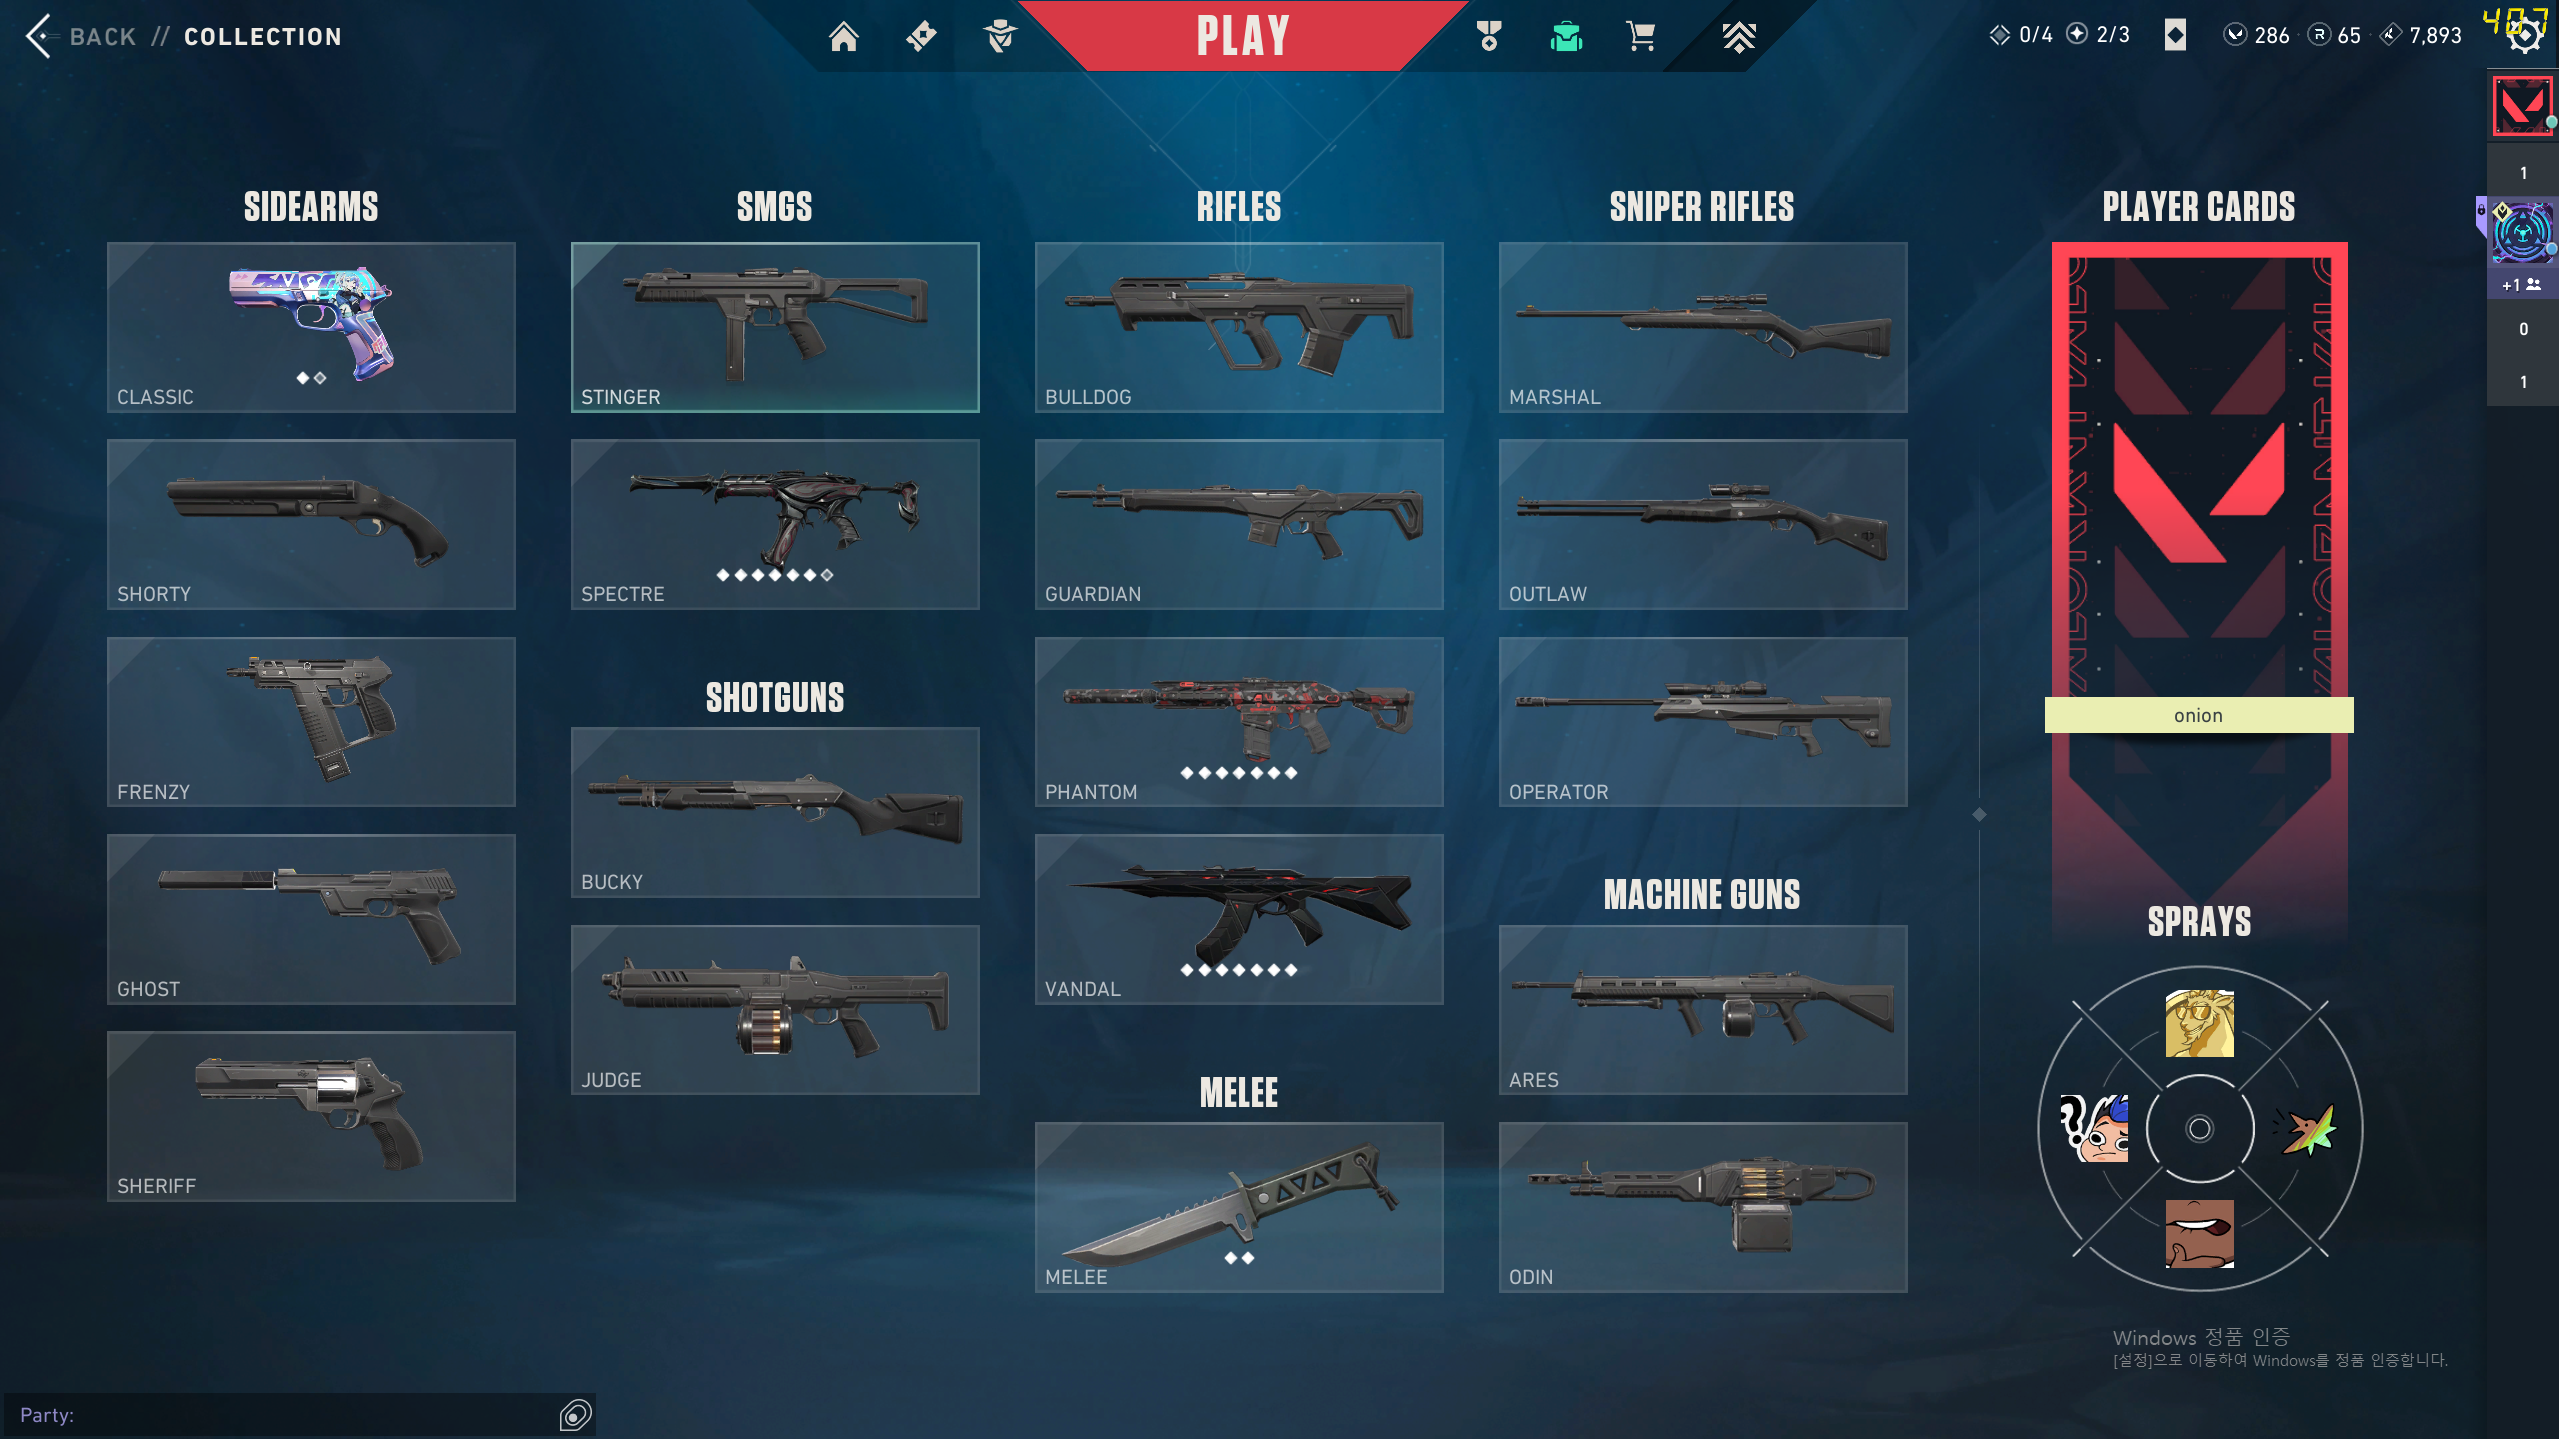 BACK // COLLECTION
PLAY
0/4 2/3 286 65 7,893
407
SIDEARMS
CLASSIC
SHORTY
FRENZY
GHOST
SHERIFF
SMGS
STINGER
SPECTRE
SHOTGUNS
BUCKY
JUDGE
RIFLES
BULLDOG
GUARDIAN
PHANTOM
VANDAL
MELEE
MELEE
SNIPER RIFLES
MARSHAL
OUTLAW
OPERATOR
MACHINE GUNS
ARES
ODIN
PLAYER CARDS
VALORANT
onion
SPRAYS
1
+1
0
1
Windows 정품 인증
[설정]으로 이동하여 Windows를 정품 인증합니다.
Party: